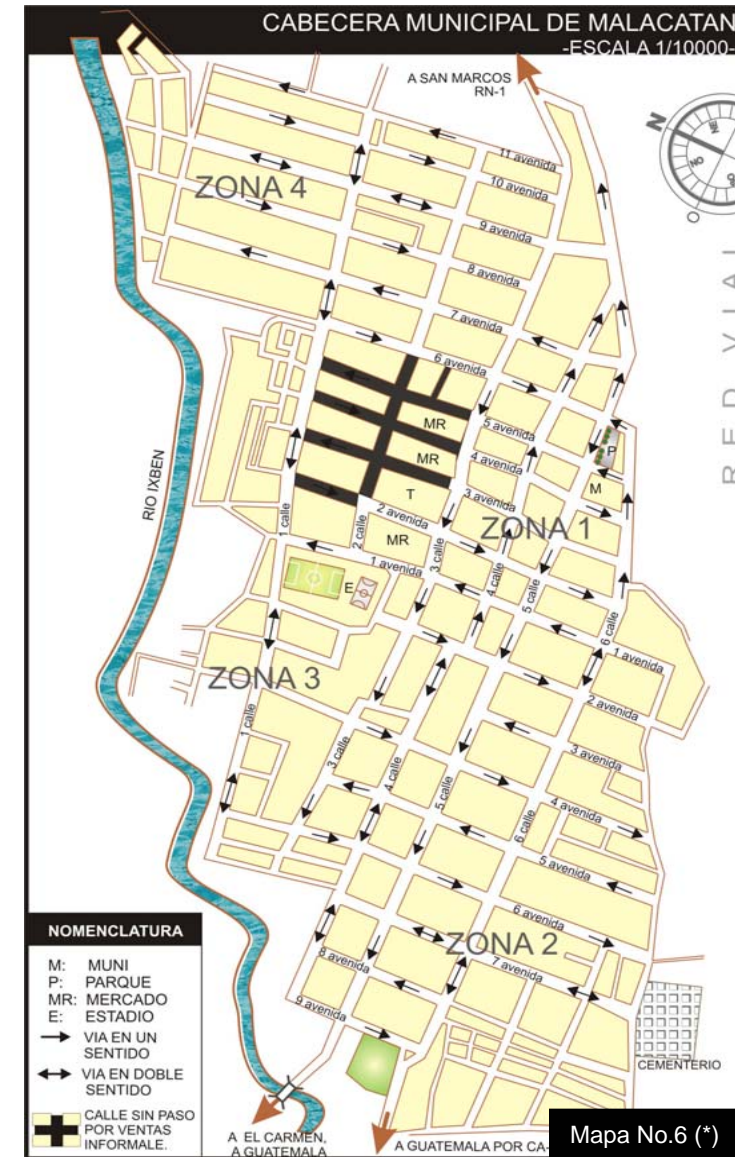 CABECERA MUNICIPAL DE MALACATAN
-ESCALA 1/10000-
A SAN MARCOS
RN-1
N
NE
NO
O
RED VIAL
11 avenida
10 avenida
9 avenida
8 avenida
7 avenida
6 avenida
5 avenida
4 avenida
3 avenida
2 avenida
1 avenida
ZONA 4
MR
MR
T
MR
P
M
ZONA 1
RIO IXBEN
1 calle
2 calle
3 calle
4 calle
5 calle
6 calle
E
ZONA 3
1 avenida
2 avenida
3 avenida
4 avenida
5 avenida
6 avenida
7 avenida
8 avenida
9 avenida
1 calle
3 calle
4 calle
5 calle
6 calle
ZONA 2
CEMENTERIO
NOMENCLATURA
M: MUNI
P: PARQUE
MR: MERCADO
E: ESTADIO
VIA EN UN
SENTIDO
VIA EN DOBLE
SENTIDO
CALLE SIN PASO
POR VENTAS
INFORMALE.
A EL CARMEN,
A GUATEMALA
A GUATEMALA POR CA-
Mapa No.6 (*)